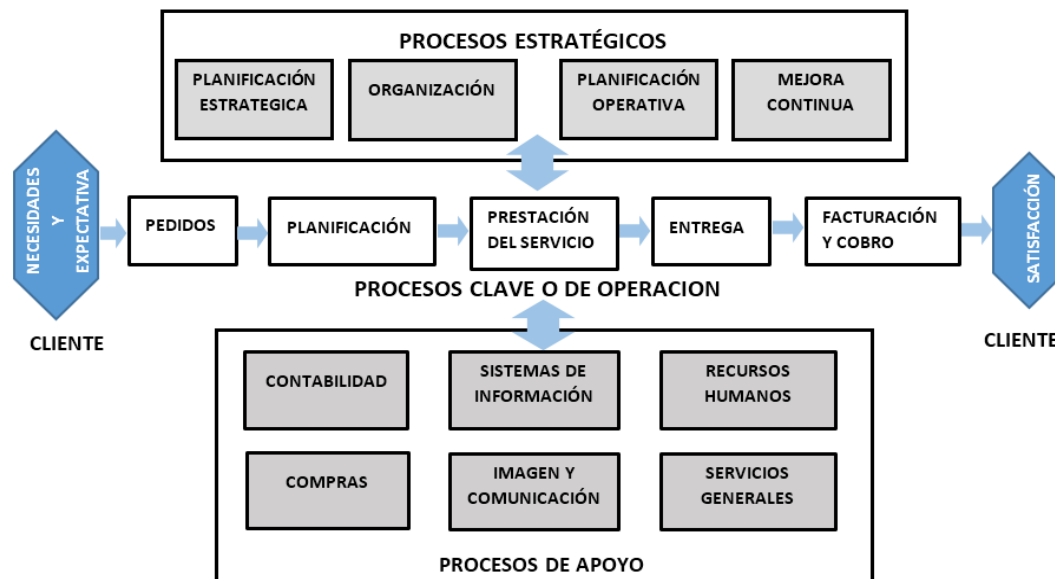 PROCESOS ESTRATÉGICOS
PLANIFICACIÓN
ESTRATEGICA
ORGANIZACIÓN
PLANIFICACIÓN
OPERATIVA
MEJORA
CONTINUA
NECESIDADES
Y
EXPECTATIVA
CLIENTE
PEDIDOS
PLANIFICACIÓN
PRESTACIÓN
DEL SERVICIO
ENTREGA
FACTURACIÓN
Y COBRO
SATISFACCIÓN
CLIENTE
PROCESOS CLAVE O DE OPERACION
CONTABILIDAD
SISTEMAS DE
INFORMACIÓN
RECURSOS
HUMANOS
COMPRAS
IMAGEN Y
COMUNICACIÓN
SERVICIOS
GENERALES
PROCESOS DE APOYO